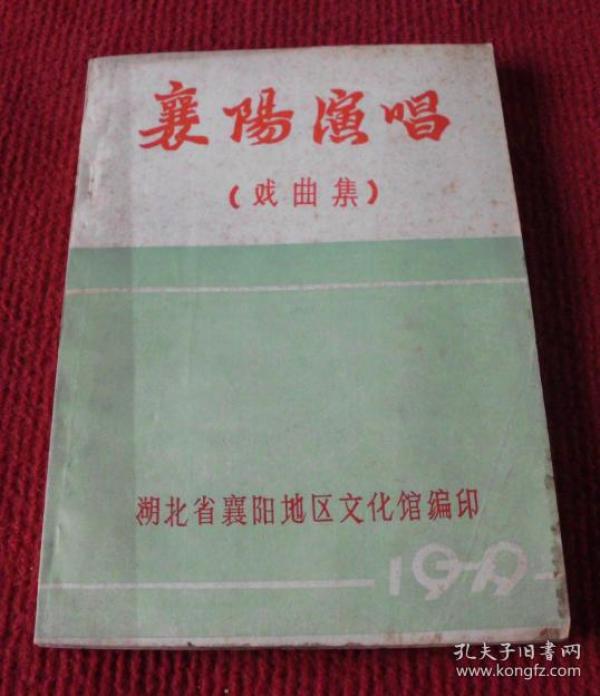 襄陽演唱
(戏曲集)
湖北省襄阳地区文化馆编印
1979
孔夫子旧书网
www.kongfz.com